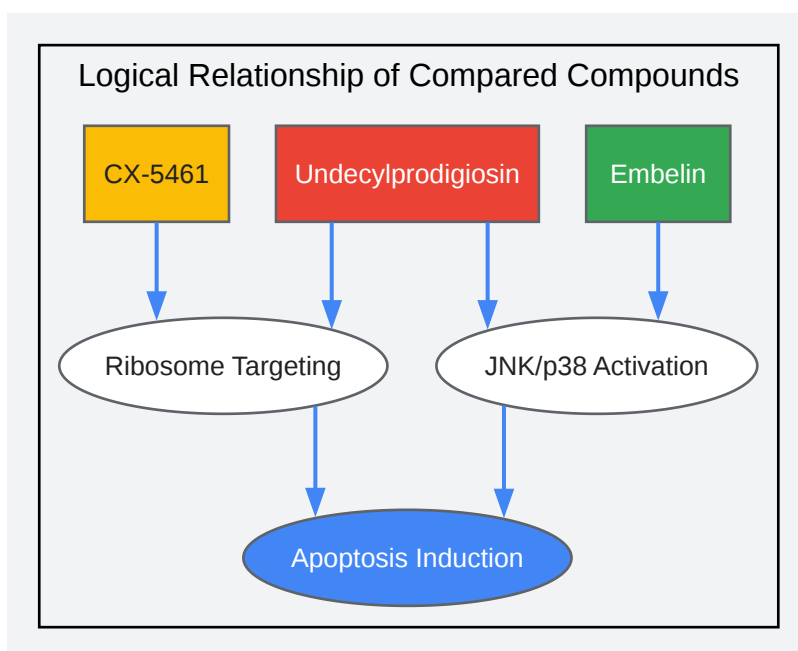 Logical Relationship of Compared Compounds
CX-5461
Undecylprodigiosin
Embelin
Ribosome Targeting
JNK/p38 Activation
Apoptosis Induction